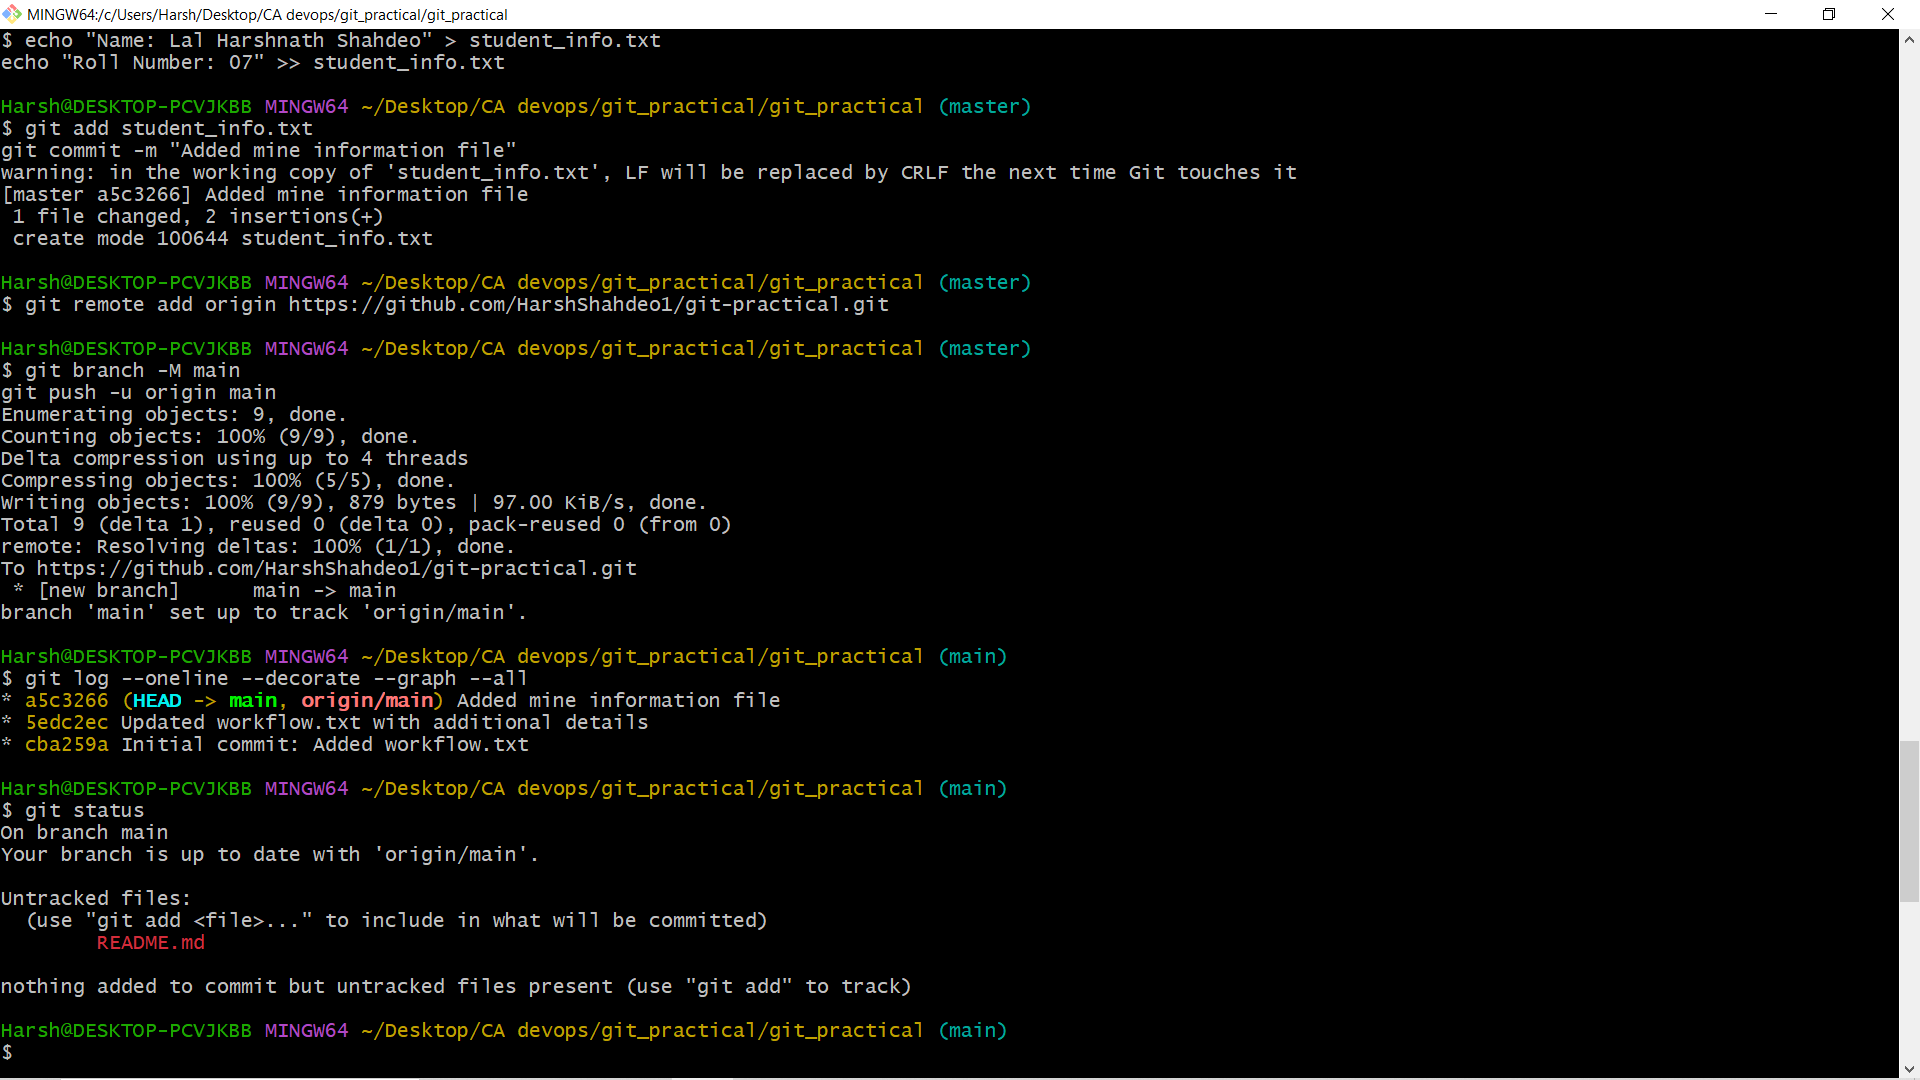 MINGW64:/c/Users/Harsh/Desktop/CA devops/git_practical/git_practical
$ echo "Name: Lal Harshnath Shahdeo" > student_info.txt
echo "Roll Number: 07" >> student_info.txt
Harsh@DESKTOP-PCVJKBB MINGW64 ~/Desktop/CA devops/git_practical/git_practical (master)
$ git add student_info.txt
git commit -m "Added mine information file"
warning: in the working copy of 'student_info.txt', LF will be replaced by CRLF the next time Git touches it
[master a5c3266] Added mine information file
 1 file changed, 2 insertions(+)
 create mode 100644 student_info.txt
Harsh@DESKTOP-PCVJKBB MINGW64 ~/Desktop/CA devops/git_practical/git_practical (master)
$ git remote add origin https://github.com/HarshShahdeo1/git-practical.git
Harsh@DESKTOP-PCVJKBB MINGW64 ~/Desktop/CA devops/git_practical/git_practical (master)
$ git branch -M main
git push -u origin main
Enumerating objects: 9, done.
Counting objects: 100% (9/9), done.
Delta compression using up to 4 threads
Compressing objects: 100% (5/5), done.
Writing objects: 100% (9/9), 879 bytes | 97.00 KiB/s, done.
Total 9 (delta 1), reused 0 (delta 0), pack-reused 0 (from 0)
remote: Resolving deltas: 100% (1/1), done.
To https://github.com/HarshShahdeo1/git-practical.git
 * [new branch]      main -> main
branch 'main' set up to track 'origin/main'.
Harsh@DESKTOP-PCVJKBB MINGW64 ~/Desktop/CA devops/git_practical/git_practical (main)
$ git log --oneline --decorate --graph --all
* a5c3266 (HEAD -> main, origin/main) Added mine information file
* 5edc2ec Updated workflow.txt with additional details
* cba259a Initial commit: Added workflow.txt
Harsh@DESKTOP-PCVJKBB MINGW64 ~/Desktop/CA devops/git_practical/git_practical (main)
$ git status
On branch main
Your branch is up to date with 'origin/main'.
Untracked files:
  (use "git add <file>..." to include in what will be committed)
        README.md
nothing added to commit but untracked files present (use "git add" to track)
Harsh@DESKTOP-PCVJKBB MINGW64 ~/Desktop/CA devops/git_practical/git_practical (main)
$